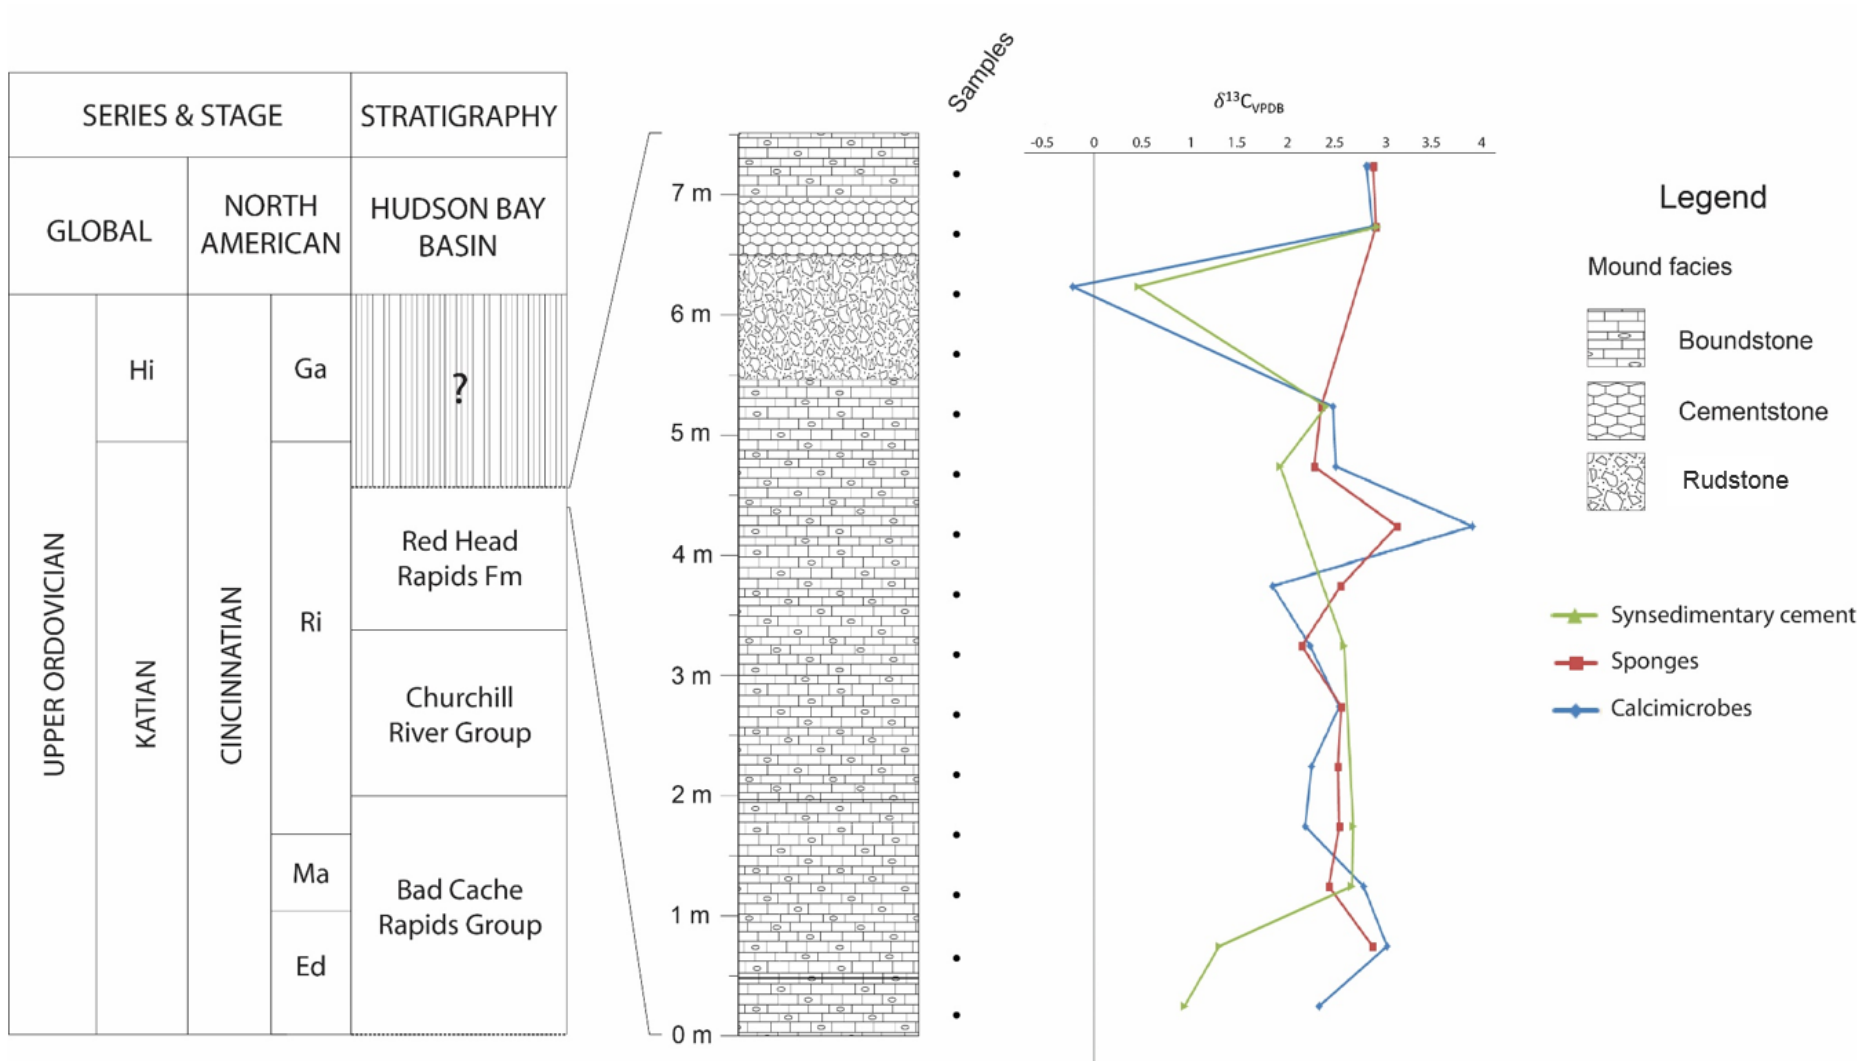 SERIES & STAGE
STRATIGRAPHY
GLOBAL
NORTH
AMERICAN
HUDSON BAY
BASIN
UPPER ORDOVICIAN
Hi
KATIAN
CINCINNATIAN
Ga
Ri
Ma
Ed
?
Red Head
Rapids Fm
Churchill
River Group
Bad Cache
Rapids Group
7 m
6 m
5 m
4 m
3 m
2 m
1 m
0 m
Samples
δ¹³C_VPDB
-0.5 0 0.5 1 1.5 2 2.5 3 3.5 4
Legend
Mound facies
Boundstone
Cementstone
Rudstone
Synsedimentary cement
Sponges
Calcimicrobes